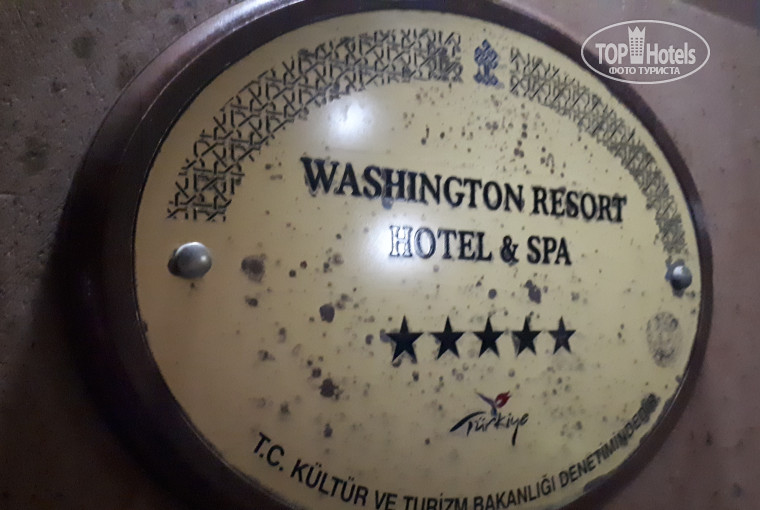 TOP Hotels
ФОТО ТУРИСТА
WASHINGTON RESORT
HOTEL & SPA
Türkiye
T.C. KÜLTÜR VE TURİZM BAKANLIĞI DENETİMİNDEDİR